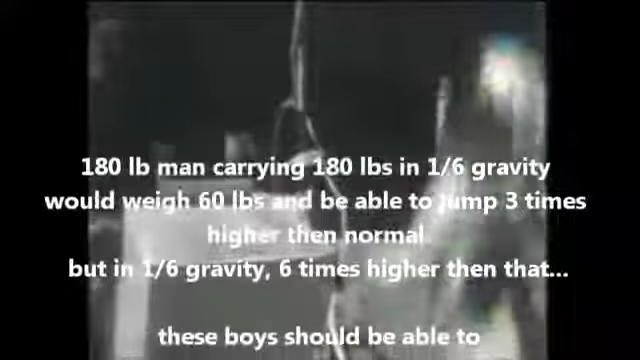 180 lb man carrying 180 lbs in 1/6 gravity
would weigh 60 lbs and be able to jump 3 times
higher then normal
but in 1/6 gravity, 6 times higher then that...
these boys should be able to